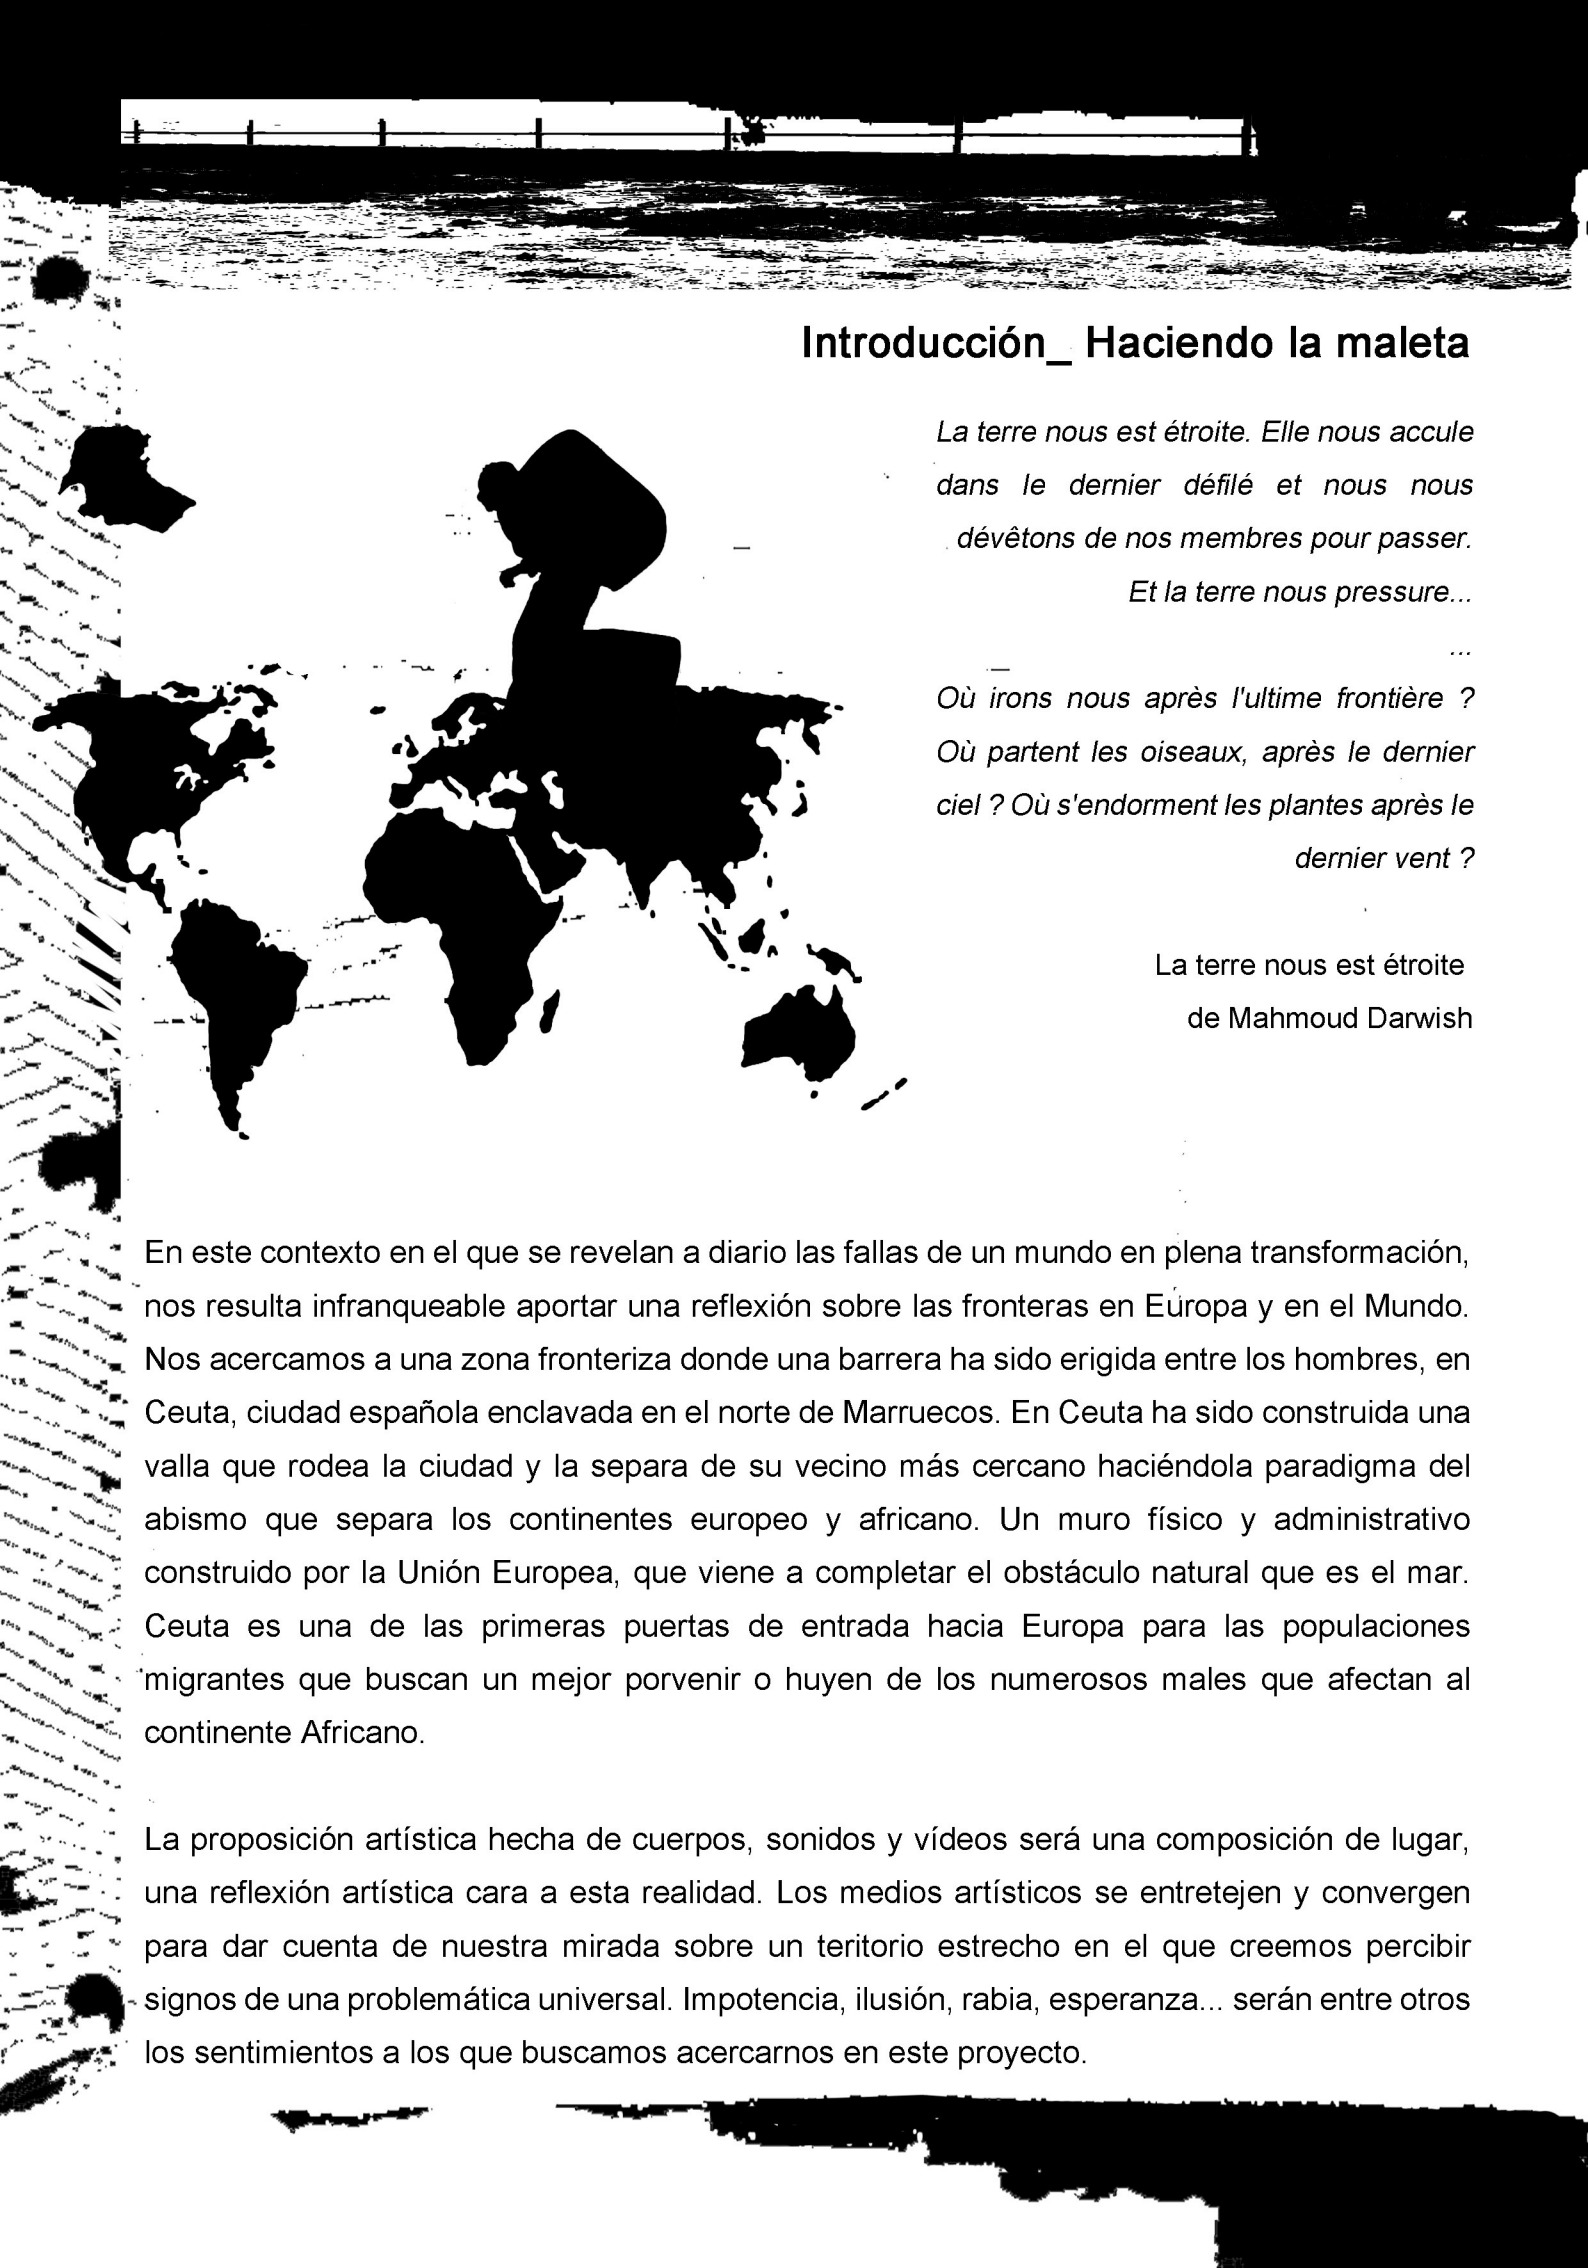 Introducción_ Haciendo la maleta
La terre nous est étroite. Elle nous accule
dans le dernier défilé et nous nous
dévêtons de nos membres pour passer.
Et la terre nous pressure...
...
Où irons nous après l'ultime frontière ?
Où partent les oiseaux, après le dernier
ciel ? Où s'endorment les plantes après le
dernier vent ?
La terre nous est étroite
de Mahmoud Darwish
En este contexto en el que se revelan a diario las fallas de un mundo en plena transformación,
nos resulta infranqueable aportar una reflexión sobre las fronteras en Europa y en el Mundo.
Nos acercamos a una zona fronteriza donde una barrera ha sido erigida entre los hombres, en
Ceuta, ciudad española enclavada en el norte de Marruecos. En Ceuta ha sido construida una
valla que rodea la ciudad y la separa de su vecino más cercano haciéndola paradigma del
abismo que separa los continentes europeo y africano. Un muro físico y administrativo
construido por la Unión Europea, que viene a completar el obstáculo natural que es el mar.
Ceuta es una de las primeras puertas de entrada hacia Europa para las populaciones
migrantes que buscan un mejor porvenir o huyen de los numerosos males que afectan al
continente Africano.
La proposición artística hecha de cuerpos, sonidos y vídeos será una composición de lugar,
una reflexión artística cara a esta realidad. Los medios artísticos se entretejen y convergen
para dar cuenta de nuestra mirada sobre un teritorio estrecho en el que creemos percibir
signos de una problemática universal. Impotencia, ilusión, rabia, esperanza... serán entre otros
los sentimientos a los que buscamos acercarnos en este proyecto.